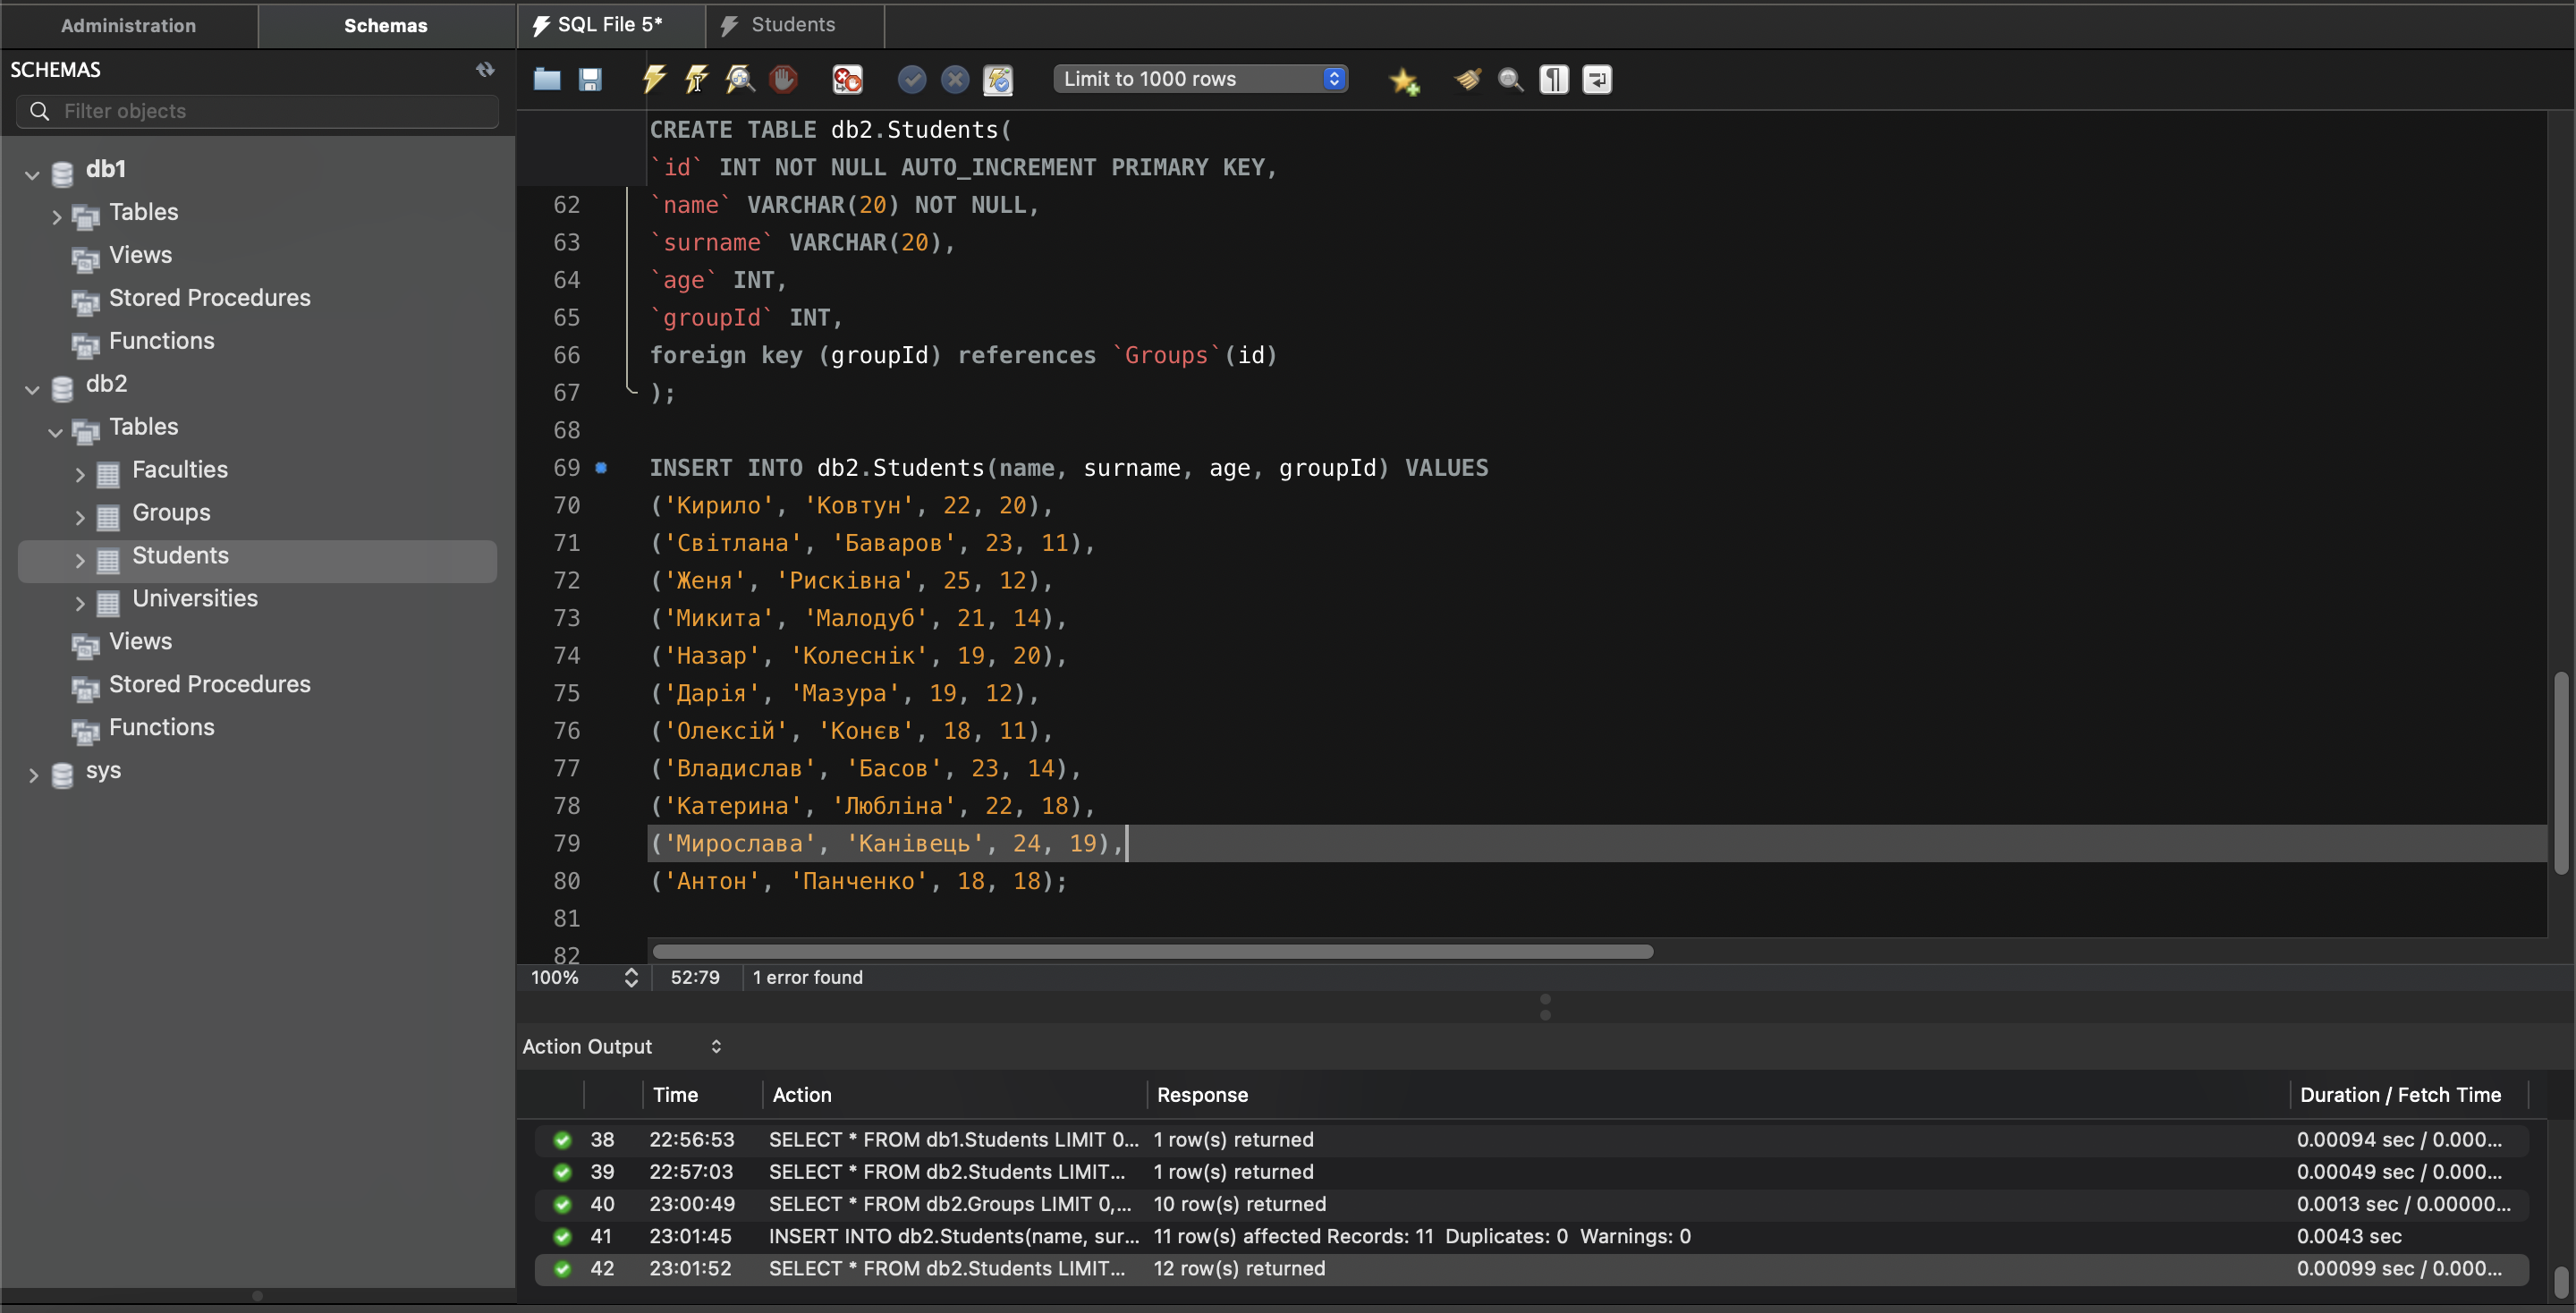 Administration
Schemas
SQL File 5*
Students
SCHEMAS
Filter objects
Limit to 1000 rows
db1
Tables
Views
Stored Procedures
Functions
db2
Tables
Faculties
Groups
Students
Universities
Views
Stored Procedures
Functions
sys
CREATE TABLE db2.Students(
`id` INT NOT NULL AUTO_INCREMENT PRIMARY KEY,
62 `name` VARCHAR(20) NOT NULL,
63 `surname` VARCHAR(20),
64 `age` INT,
65 `groupId` INT,
66 foreign key (groupId) references `Groups`(id)
67 );
68
69 INSERT INTO db2.Students(name, surname, age, groupId) VALUES
70 ('Кирило', 'Ковтун', 22, 20),
71 ('Світлана', 'Баваров', 23, 11),
72 ('Женя', 'Рисківна', 25, 12),
73 ('Микита', 'Малодуб', 21, 14),
74 ('Назар', 'Колеснік', 19, 20),
75 ('Дарія', 'Мазура', 19, 12),
76 ('Олексій', 'Конєв', 18, 11),
77 ('Владислав', 'Басов', 23, 14),
78 ('Катерина', 'Любліна', 22, 18),
79 ('Мирослава', 'Канівець', 24, 19),
80 ('Антон', 'Панченко', 18, 18);
81
82
100% 52:79 1 error found
Action Output
Time Action Response Duration / Fetch Time
38 22:56:53 SELECT * FROM db1.Students LIMIT 0... 1 row(s) returned 0.00094 sec / 0.000...
39 22:57:03 SELECT * FROM db2.Students LIMIT... 1 row(s) returned 0.00049 sec / 0.000...
40 23:00:49 SELECT * FROM db2.Groups LIMIT 0,... 10 row(s) returned 0.0013 sec / 0.00000...
41 23:01:45 INSERT INTO db2.Students(name, sur... 11 row(s) affected Records: 11 Duplicates: 0 Warnings: 0 0.0043 sec
42 23:01:52 SELECT * FROM db2.Students LIMIT... 12 row(s) returned 0.00099 sec / 0.000...